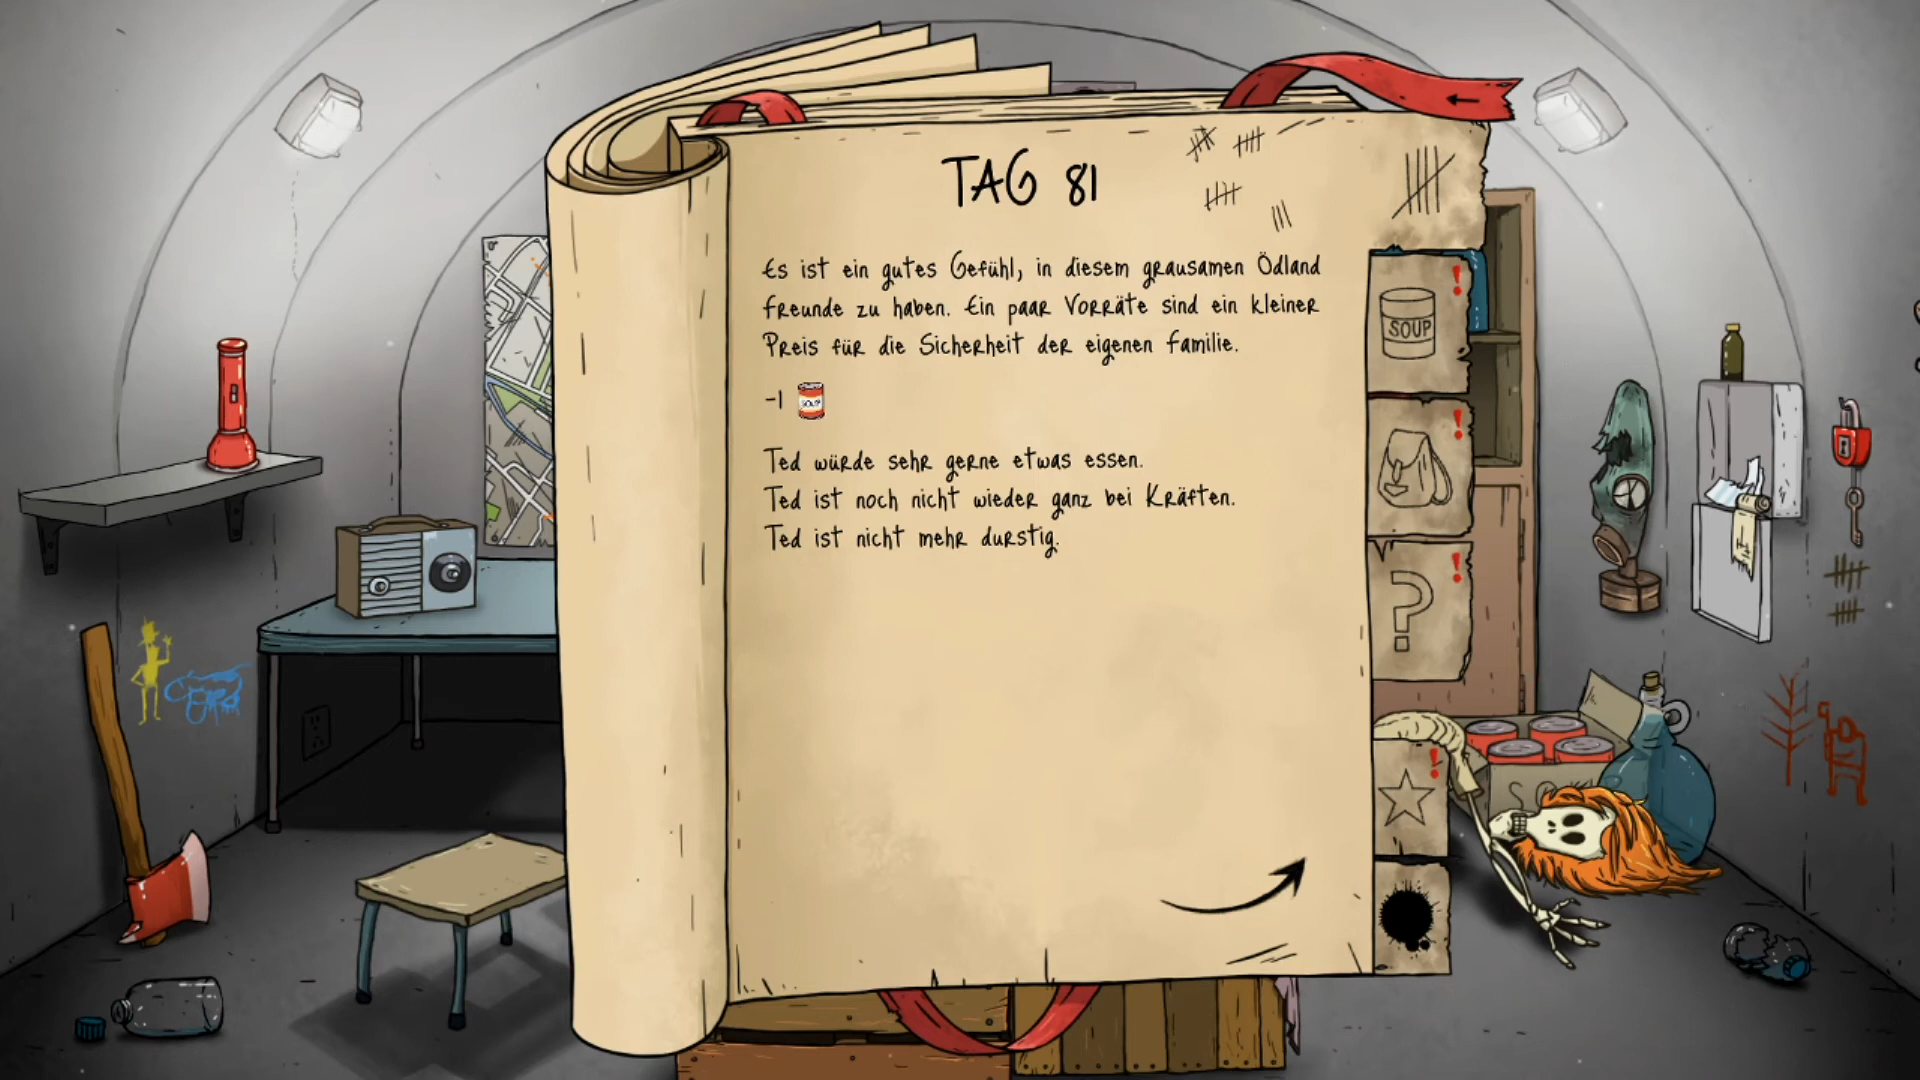 TAG 81
Es ist ein gutes Gefühl, in diesem grausamen Ödland
Freunde zu haben. Ein paar Vorräte sind ein kleiner
Preis für die Sicherheit der eigenen Familie.
-1
SOUP
Ted würde sehr gerne etwas essen.
Ted ist noch nicht wieder ganz bei Kräften.
Ted ist nicht mehr durstig.
!
SOUP
!
!
?
!